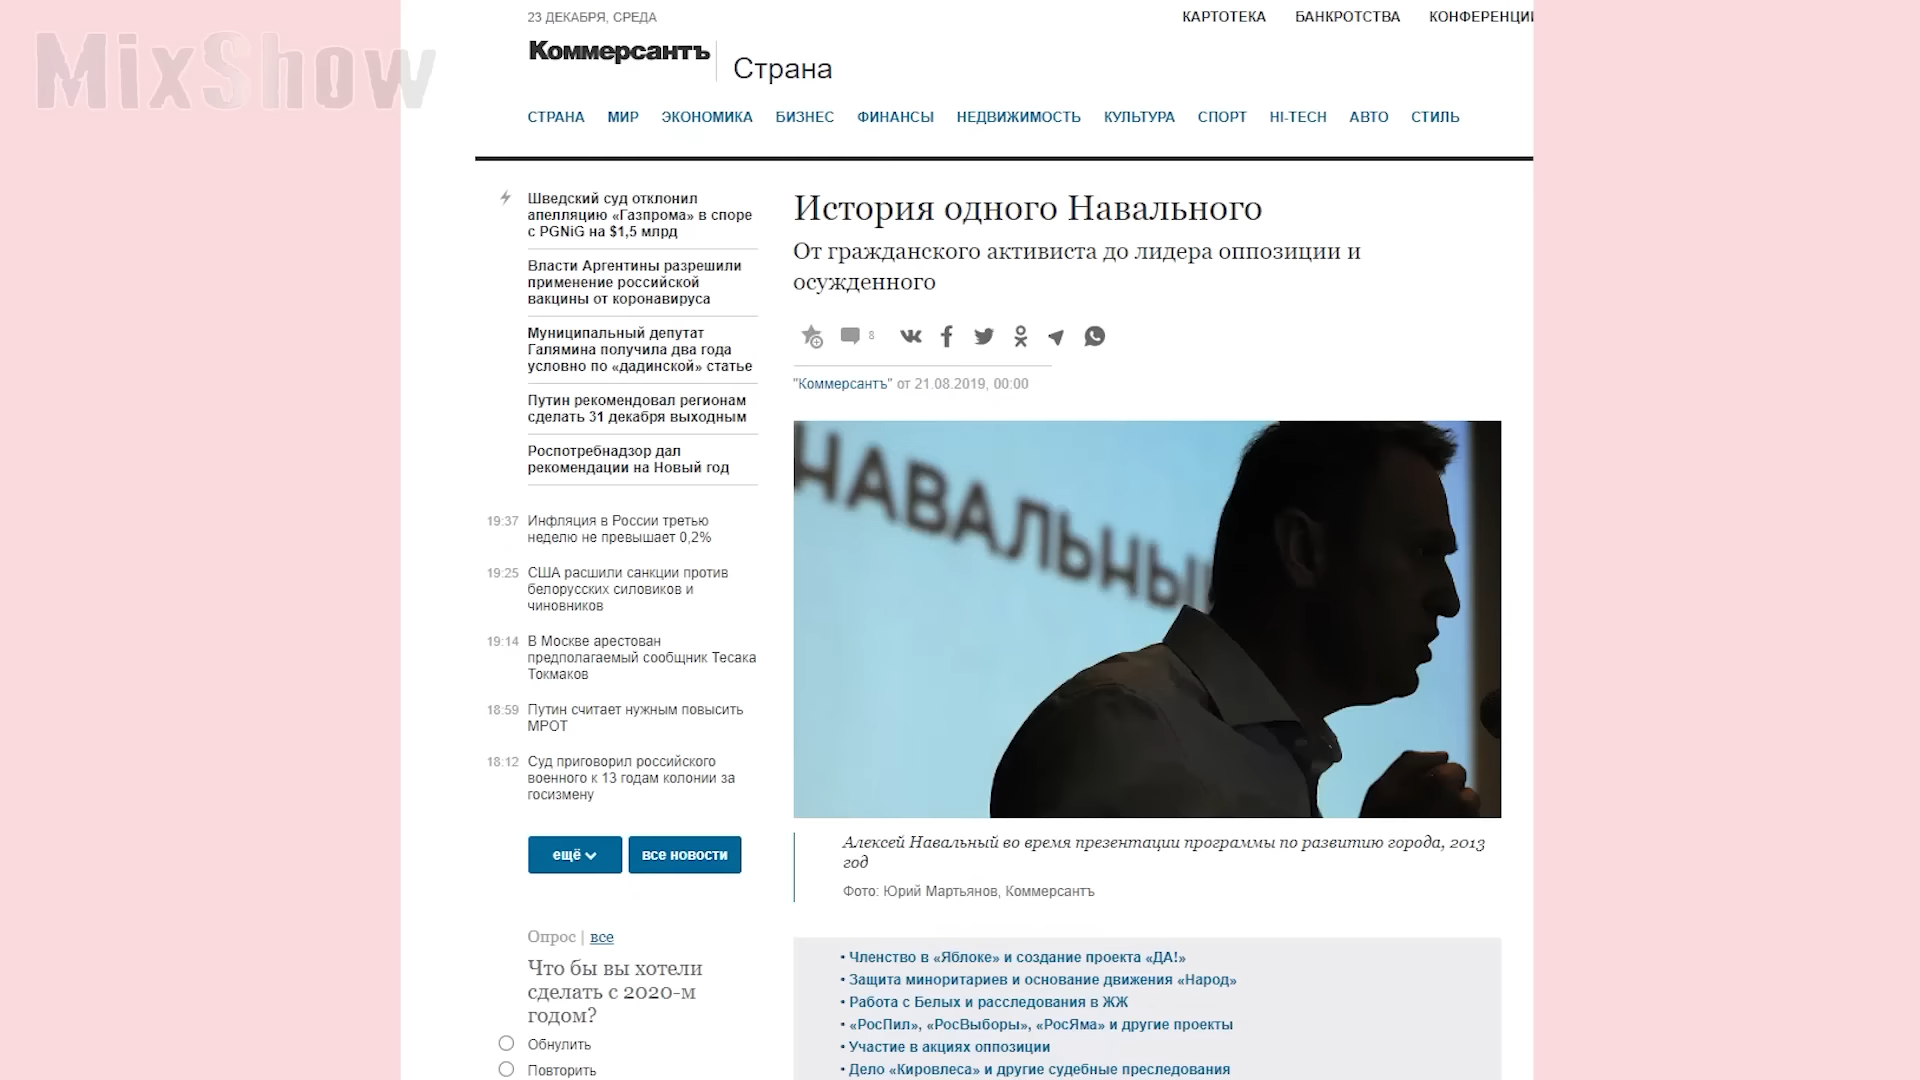 MixShow
23 ДЕКАБРЯ, СРЕДА
КАРТОТЕКА БАНКРОТСТВА КОНФЕРЕНЦИИ
Коммерсантъ
Страна
СТРАНА МИР ЭКОНОМИКА БИЗНЕС ФИНАНСЫ НЕДВИЖИМОСТЬ КУЛЬТУРА СПОРТ HI-TECH АВТО СТИЛЬ
Шведский суд отклонил
апелляцию «Газпрома» в споре
с PGNiG на $1,5 млрд
Власти Аргентины разрешили
применение российской
вакцины от коронавируса
Муниципальный депутат
Галямина получила два года
условно по «дадинской» статье
Путин рекомендовал регионам
сделать 31 декабря выходным
Роспотребнадзор дал
рекомендации на Новый год
19:37 Инфляция в России третью
неделю не превышает 0,2%
19:25 США расшили санкции против
белорусских силовиков и
чиновников
19:14 В Москве арестован
предполагаемый сообщник Тесака
Токмаков
18:59 Путин считает нужным повысить
МРОТ
18:12 Суд приговорил российского
военного к 13 годам колонии за
госизмену
ещё все новости
Опрос | все
Что бы вы хотели
сделать с 2020-м
годом?
Обнулить
Повторить
История одного Навального
От гражданского активиста до лидера оппозиции и
осужденного
8
"Коммерсантъ" от 21.08.2019, 00:00
НАВАЛЬНЫЙ
Алексей Навальный во время презентации программы по развитию города, 2013
год
Фото: Юрий Мартьянов, Коммерсантъ
• Членство в «Яблоке» и создание проекта «ДА!»
• Защита миноритариев и основание движения «Народ»
• Работа с Белых и расследования в ЖЖ
• «РосПил», «РосВыборы», «РосЯма» и другие проекты
• Участие в акциях оппозиции
• Дело «Кировлеса» и другие судебные преследования